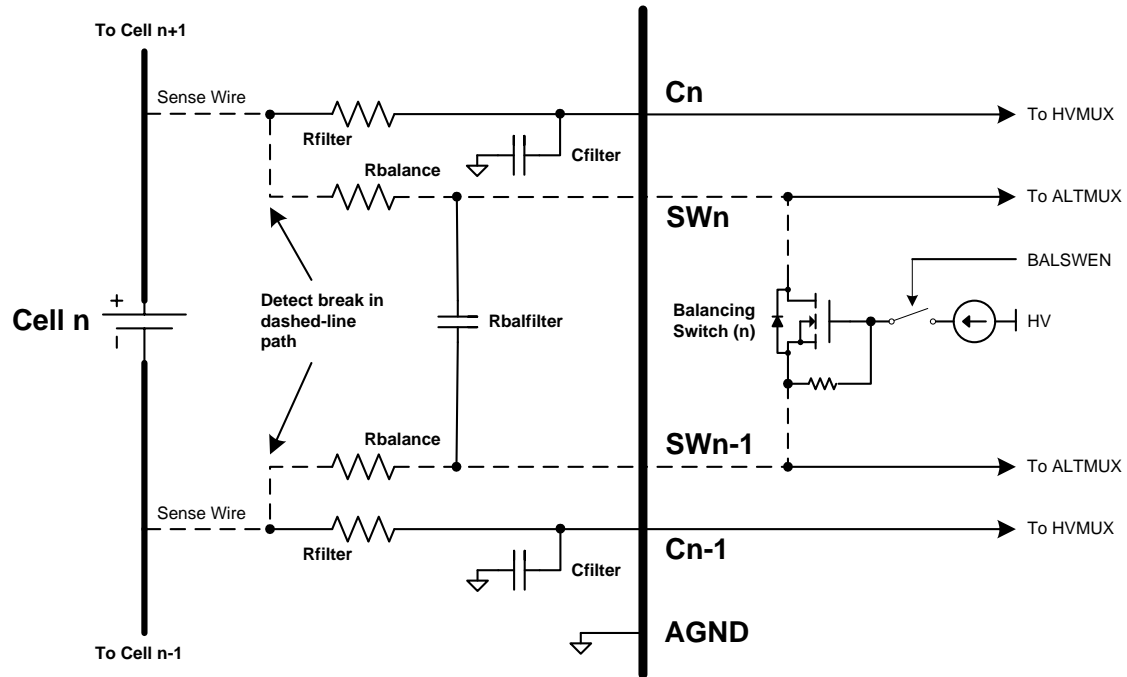 To Cell n+1
Sense Wire
Cn
To HVMUX
Rfilter
Cfilter
Rbalance
SWn
To ALTMUX
BALSWEN
Detect break in
dashed-line
path
Cell n
+
–
Rbalfilter
Balancing
Switch (n)
HV
Rbalance
SWn-1
To ALTMUX
Sense Wire
To HVMUX
Rfilter
Cn-1
Cfilter
AGND
To Cell n-1